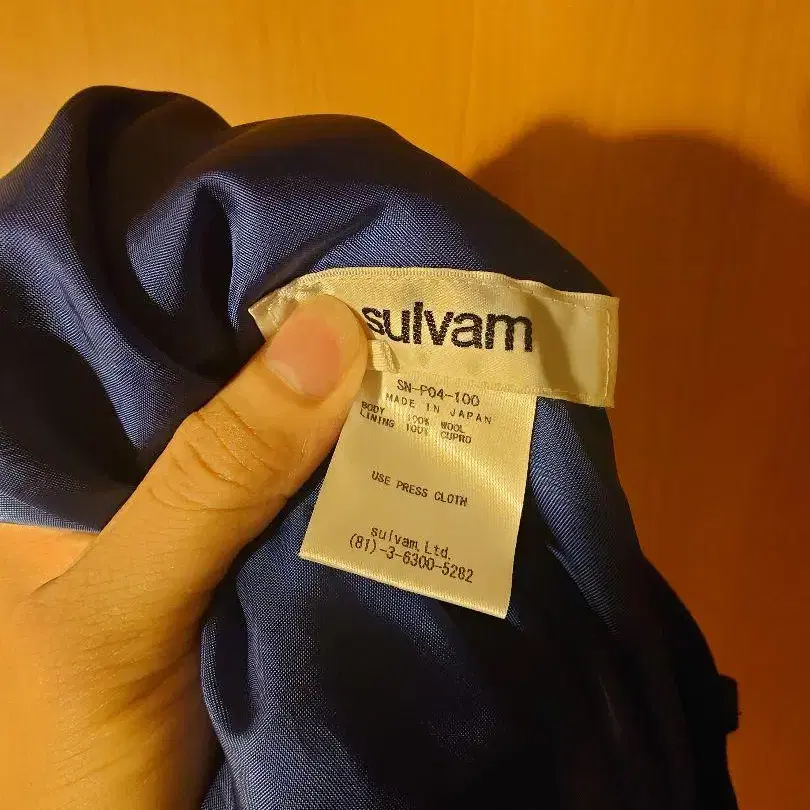 sulvam
SN-P04-100
MADE IN JAPAN
BODY 100% WOOL
LINING 100% CUPRO
USE PRESS CLOTH
sulvam.Ltd.
(81)-3-6300-5282